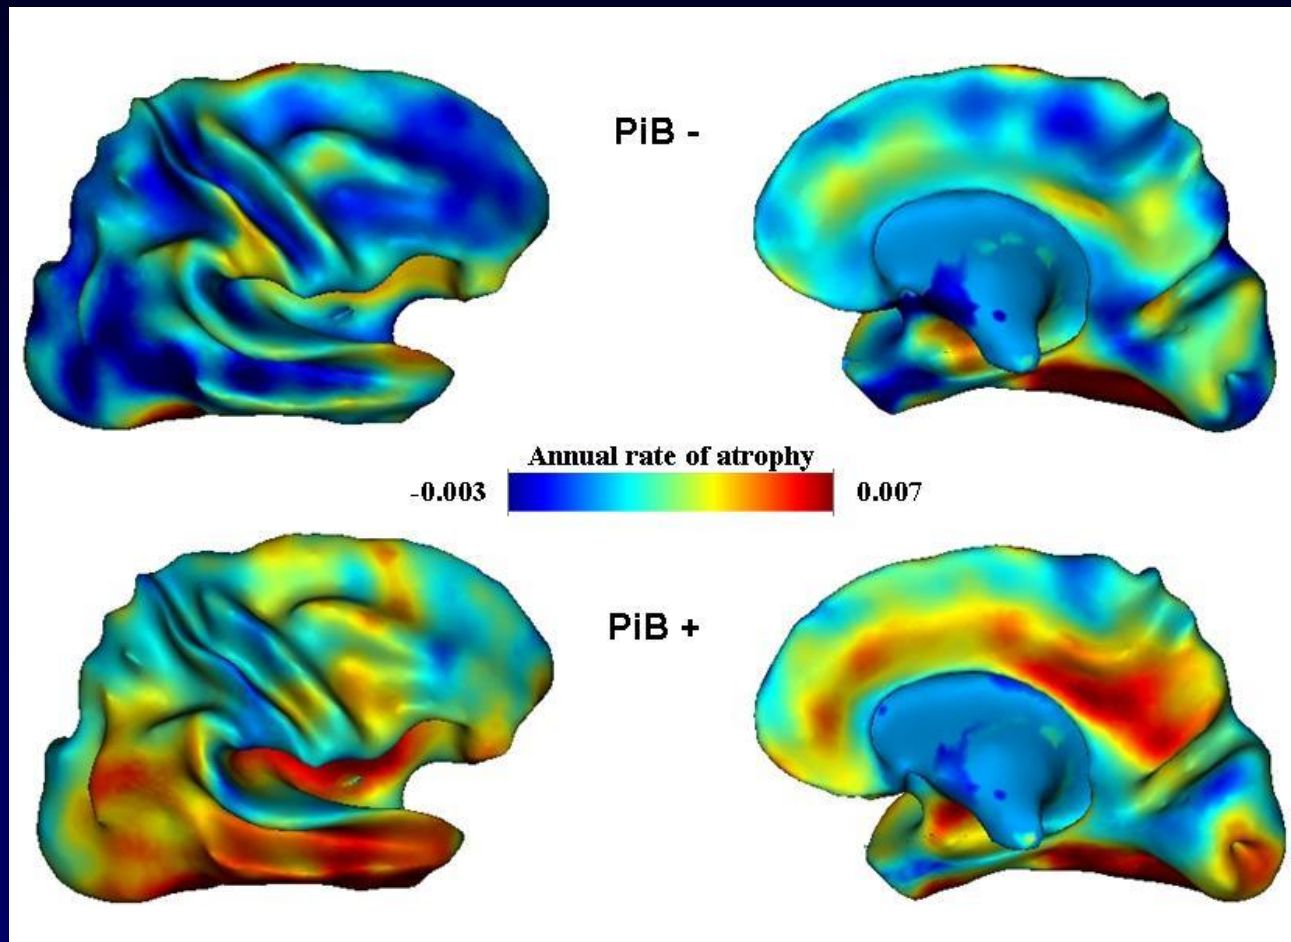 PiB -
Annual rate of atrophy
-0.003 0.007
PiB +